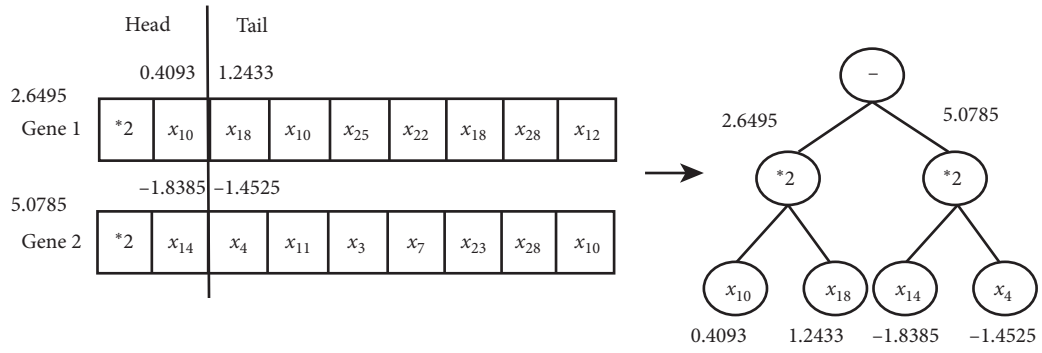 Head Tail
0.4093 1.2433
2.6495
Gene 1 *2 x10 x18 x10 x25 x22 x18 x28 x12
−1.8385 −1.4525
5.0785
Gene 2 *2 x14 x4 x11 x3 x7 x23 x28 x10
–
2.6495 5.0785
*2 *2
x10 x18 x14 x4
0.4093 1.2433 −1.8385 −1.4525